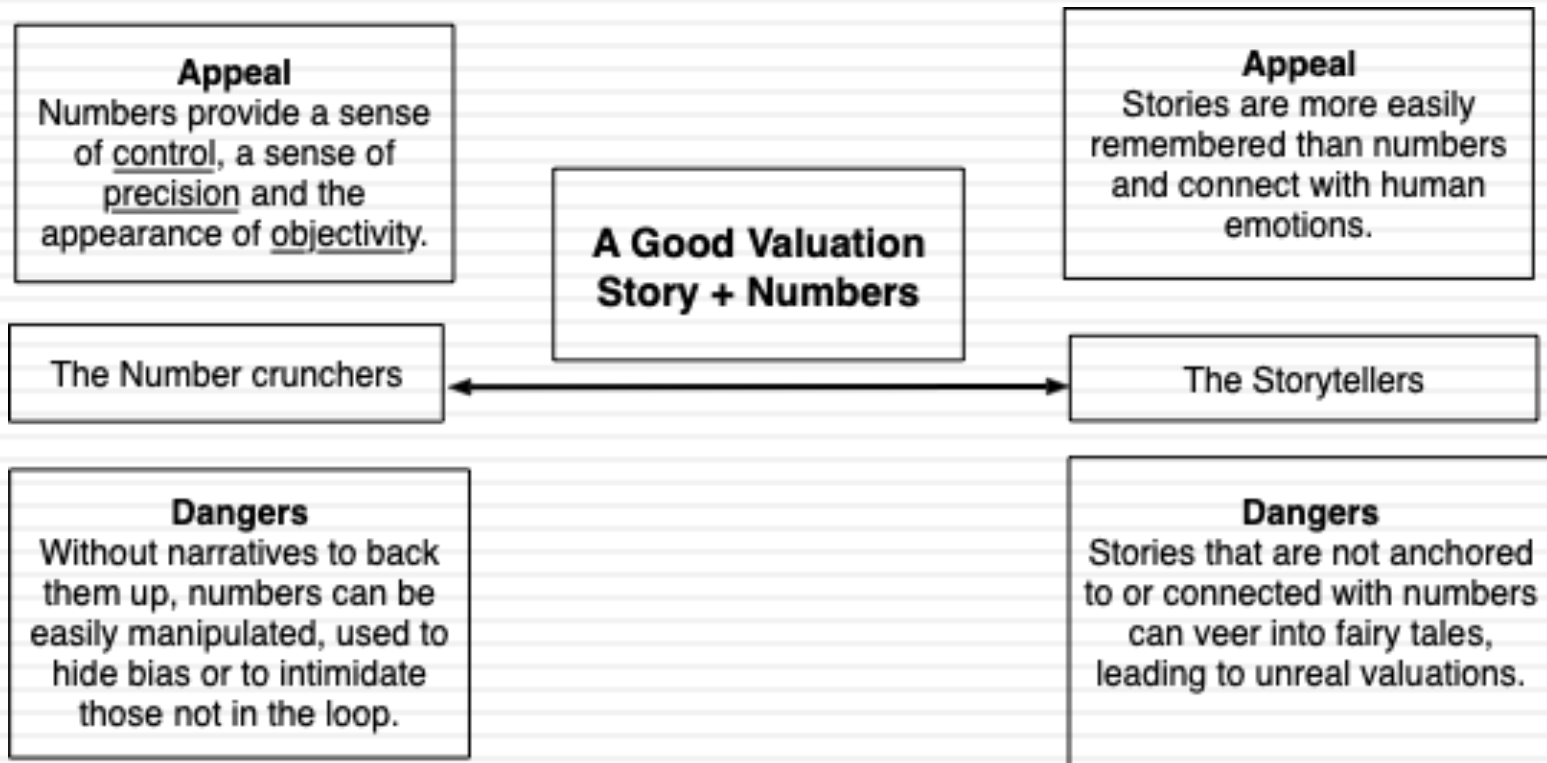 Appeal
Numbers provide a sense
of control, a sense of
precision and the
appearance of objectivity.
A Good Valuation
Story + Numbers
Appeal
Stories are more easily
remembered than numbers
and connect with human
emotions.
The Number crunchers
The Storytellers
Dangers
Without narratives to back
them up, numbers can be
easily manipulated, used to
hide bias or to intimidate
those not in the loop.
Dangers
Stories that are not anchored
to or connected with numbers
can veer into fairy tales,
leading to unreal valuations.